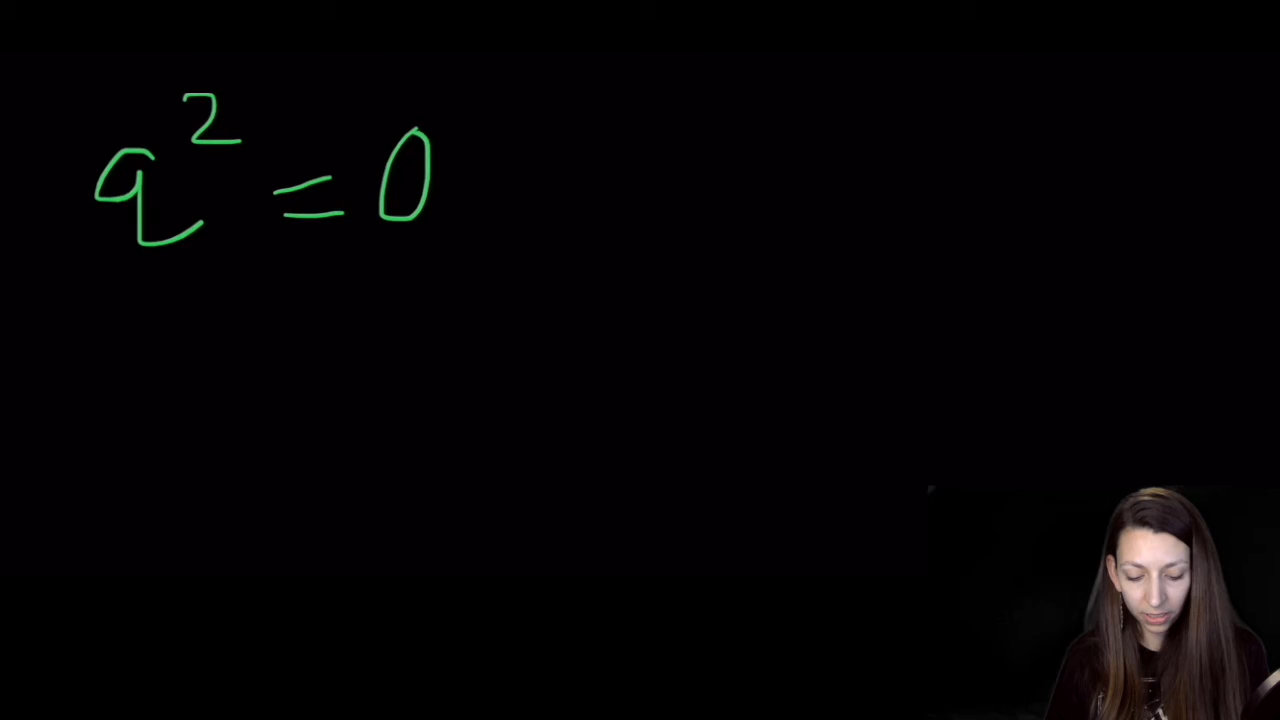 q² = 0